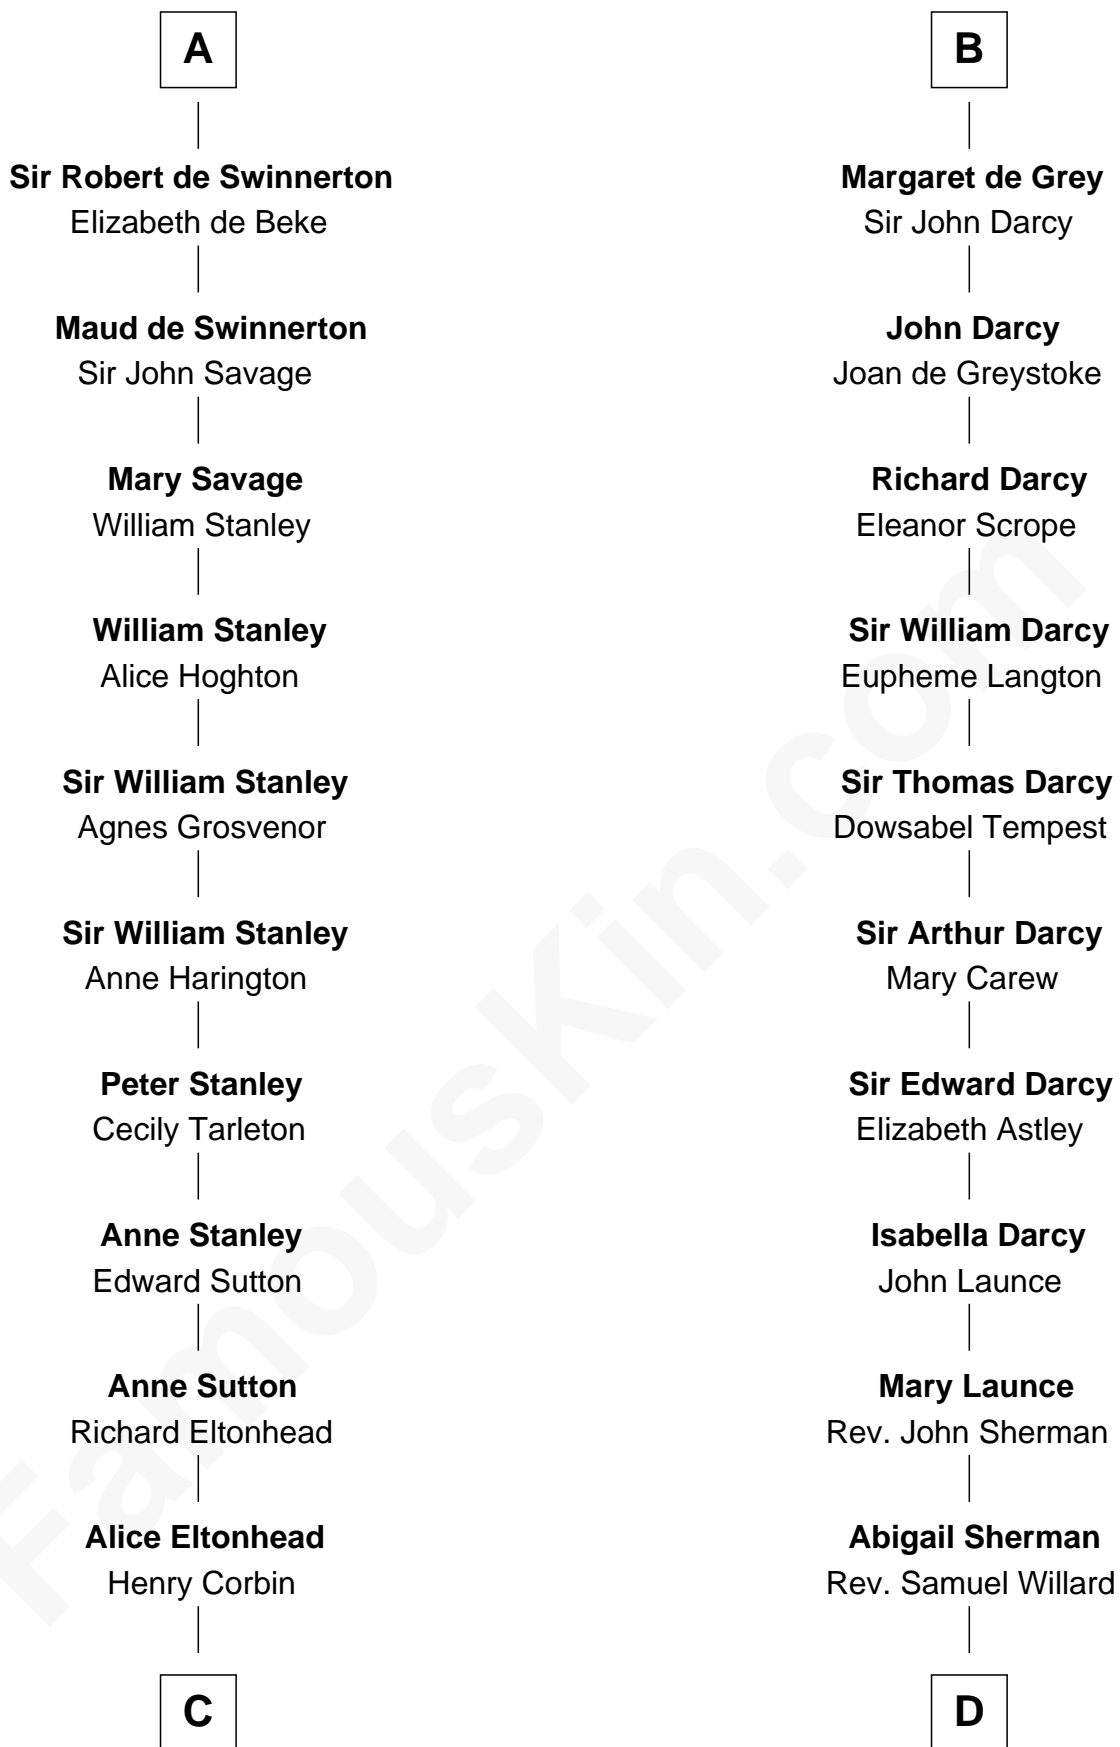 A
Sir Robert de Swinnerton
Elizabeth de Beke
Maud de Swinnerton
Sir John Savage
Mary Savage
William Stanley
William Stanley
Alice Hoghton
Sir William Stanley
Agnes Grosvenor
Sir William Stanley
Anne Harington
Peter Stanley
Cecily Tarleton
Anne Stanley
Edward Sutton
Anne Sutton
Richard Eltonhead
Alice Eltonhead
Henry Corbin
C
B
Margaret de Grey
Sir John Darcy
John Darcy
Joan de Greystoke
Richard Darcy
Eleanor Scrope
Sir William Darcy
Eupheme Langton
Sir Thomas Darcy
Dowsabel Tempest
Sir Arthur Darcy
Mary Carew
Sir Edward Darcy
Elizabeth Astley
Isabella Darcy
John Launce
Mary Launce
Rev. John Sherman
Abigail Sherman
Rev. Samuel Willard
D
FamousKin.com